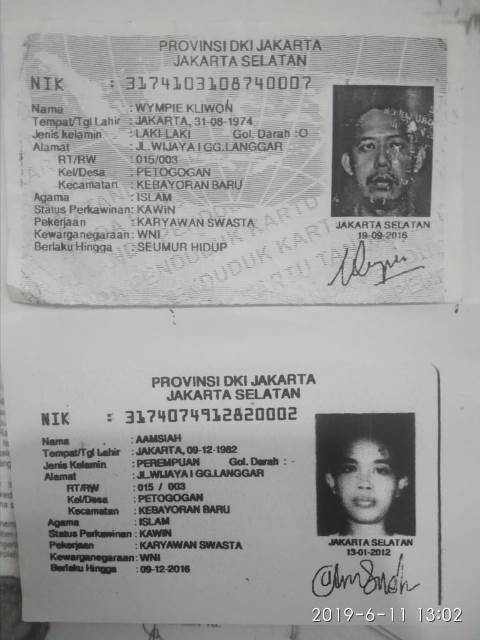 PROVINSI DKI JAKARTA
JAKARTA SELATAN
NIK : 3174103108740007
Nama : WYMPIE KLIWON
Tempat/Tgl Lahir : JAKARTA, 31-08-1974
Jenis kelamin : LAKI-LAKI Gol. Darah : O
Alamat : JL.WIJAYA I GG.LANGGAR
RT/RW : 015/003
Kel/Desa : PETOGOGAN
Kecamatan : KEBAYORAN BARU
Agama : ISLAM
Status Perkawinan: KAWIN
Pekerjaan : KARYAWAN SWASTA
Kewarganegaraan: WNI
Berlaku Hingga : SEUMUR HIDUP
JAKARTA SELATAN
19-09-2016
PROVINSI DKI JAKARTA
JAKARTA SELATAN
NIK : 3174074912820002
Nama : AAMSIAH
Tempat/Tgl Lahir : JAKARTA, 09-12-1982
Jenis Kelamin : PEREMPUAN Gol. Darah : -
Alamat : JL.WIJAYA I GG.LANGGAR
RT/RW : 015 / 003
Kel/Desa : PETOGOGAN
Kecamatan : KEBAYORAN BARU
Agama : ISLAM
Status Perkawinan : KAWIN
Pekerjaan : KARYAWAN SWASTA
Kewarganegaraan: WNI
Berlaku Hingga : 09-12-2016
JAKARTA SELATAN
13-01-2012
2019-6-11 13:02